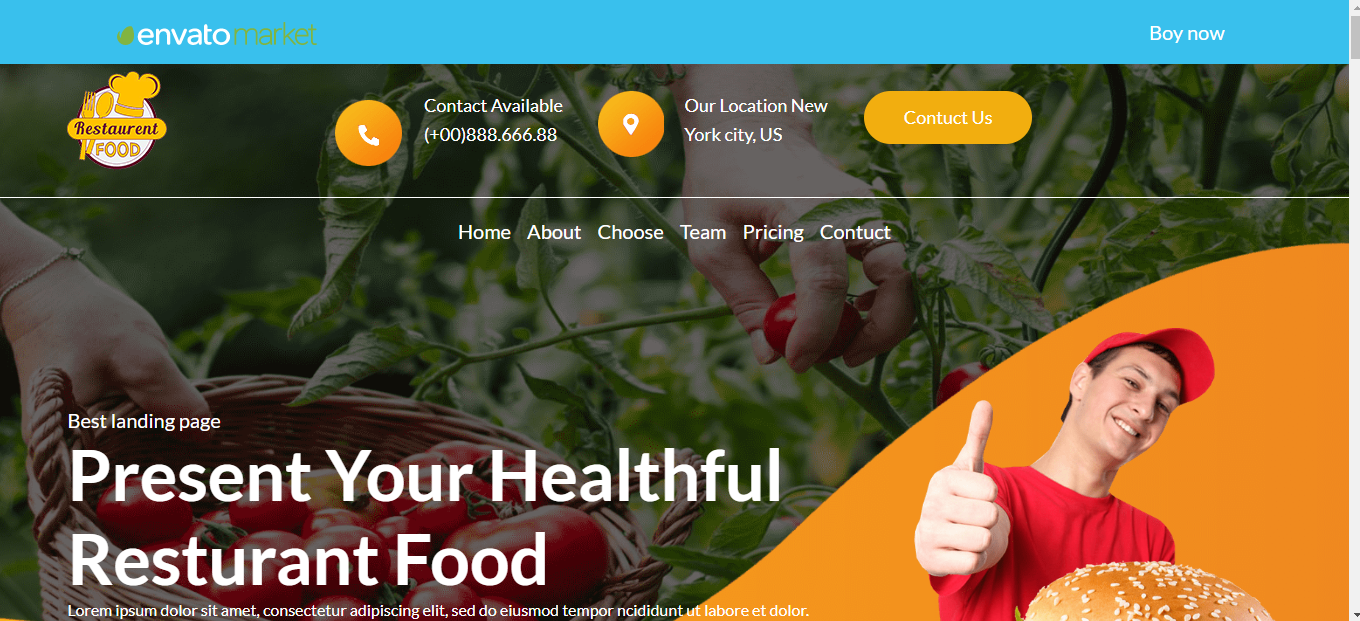 envato market
Boy now
Restaurent
FOOD
Contact Available
(+00)888.666.88
Our Location New
York city, US
Contuct Us
Home About Choose Team Pricing Contuct
Best landing page
Present Your Healthful
Resturant Food
Lorem ipsum dolor sit amet, consectetur adipiscing elit, sed do eiusmod tempor ncididunt ut labore et dolor.